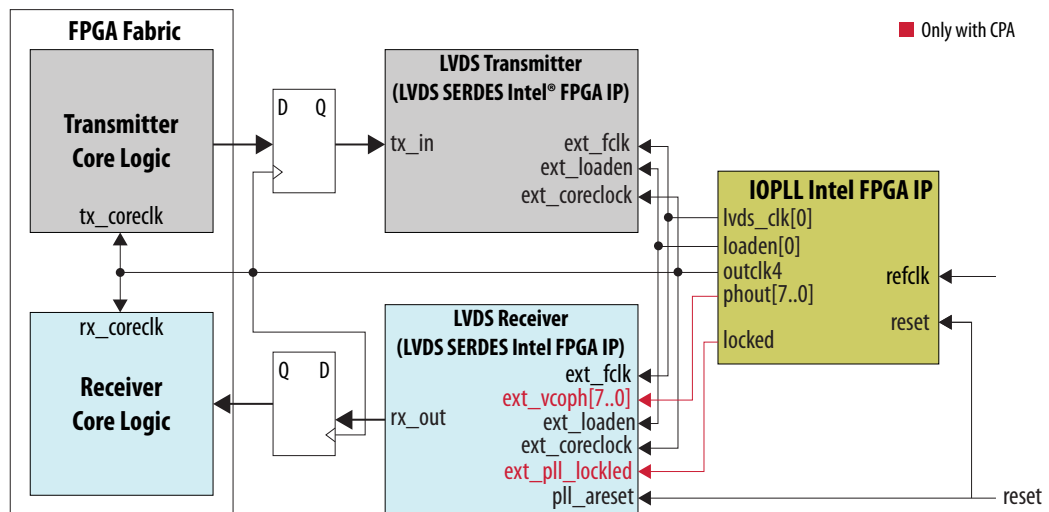 FPGA Fabric
Only with CPA
Transmitter
Core Logic
tx_coreclk
D Q
LVDS Transmitter
(LVDS SERDES Intel® FPGA IP)
tx_in
ext_fclk
ext_loaden
ext_coreclock
IOPLL Intel FPGA IP
lvds_clk[0]
loaden[0]
outclk4
phout[7..0]
locked
refclk
reset
rx_coreclk
Receiver
Core Logic
Q D
LVDS Receiver
(LVDS SERDES Intel FPGA IP)
rx_out
ext_fclk
ext_vcoph[7..0]
ext_loaden
ext_coreclock
ext_pll_lockled
pll_areset
reset